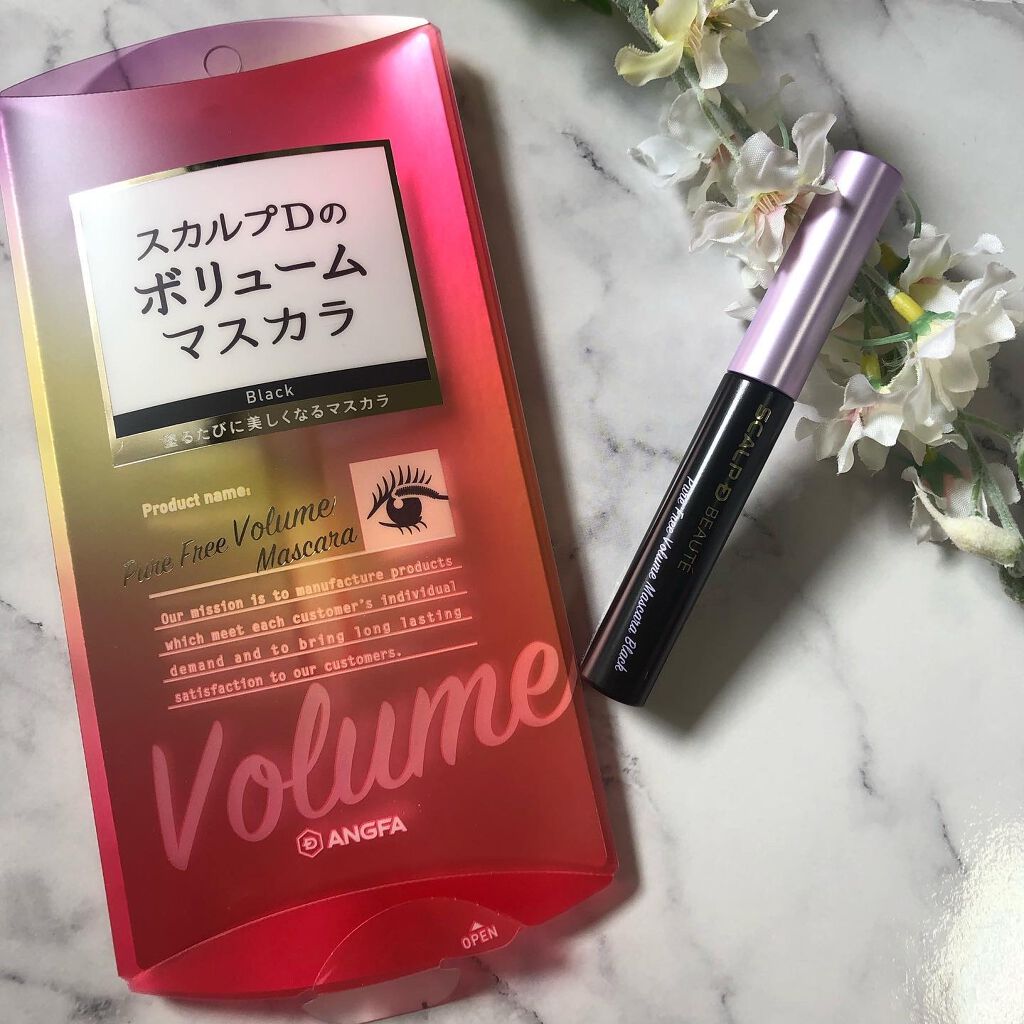 スカルプDの
ボリューム
マスカラ
Black
塗るたびに美しくなるマスカラ
Product name:
Pure Free Volume
Mascara
Our mission is to manufacture products
which meet each customer's individual
demand and to bring long lasting
satisfaction to our customers.
Volume
ANGFA
OPEN
SCALP-D BEAUTÉ
Pure Free Volume Mascara Black